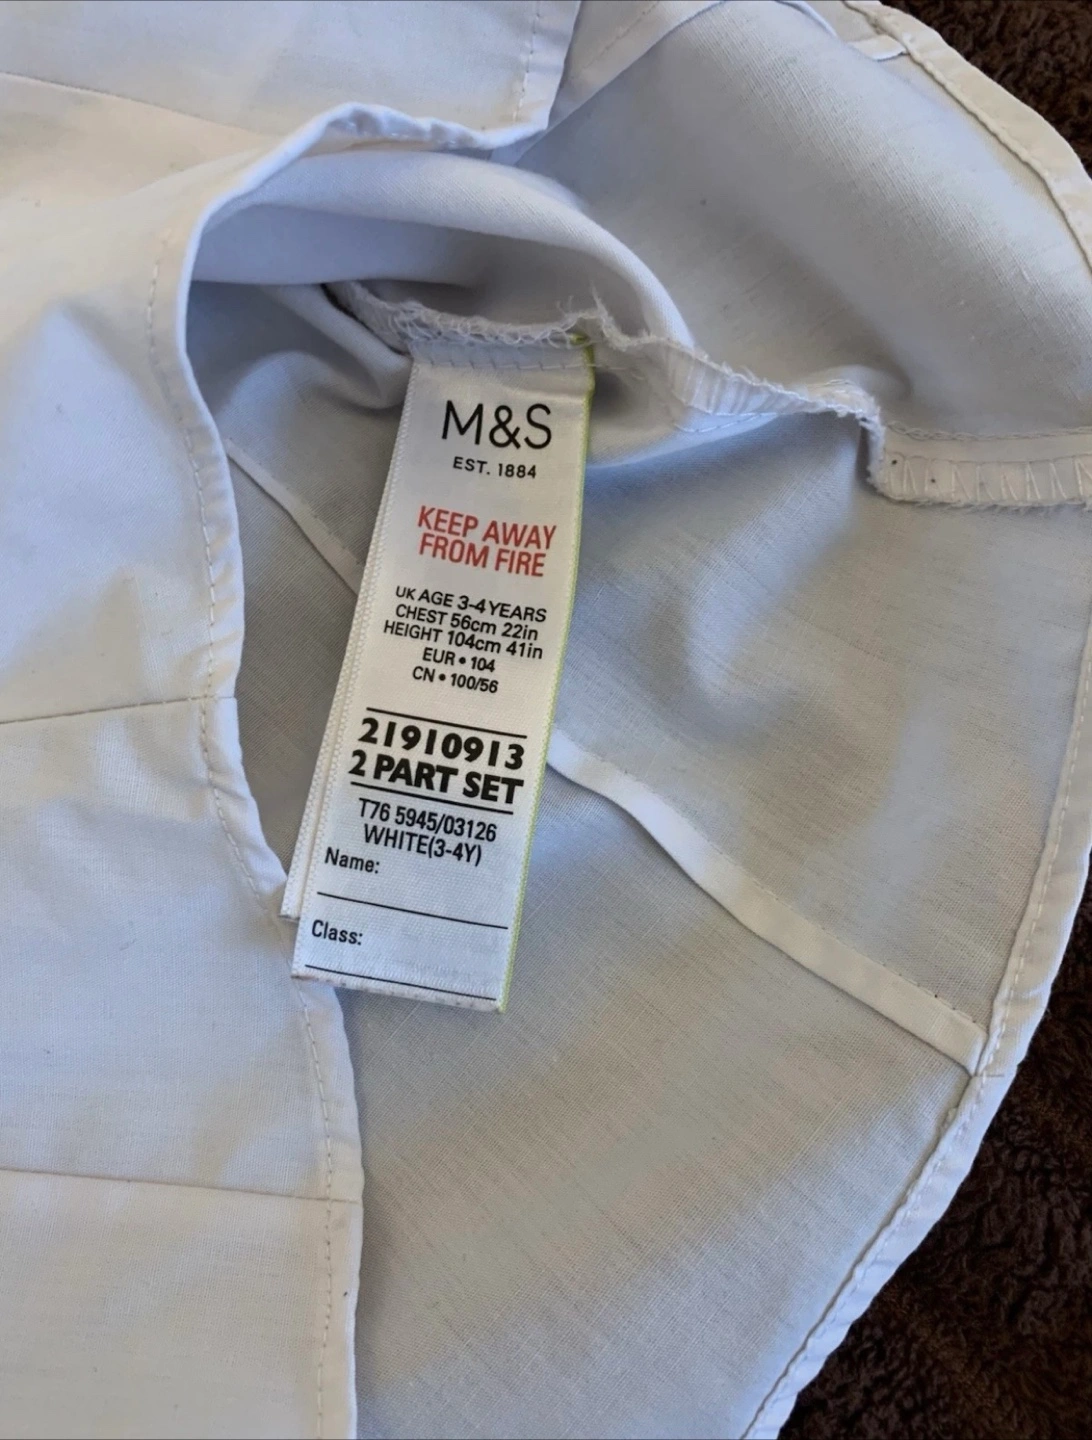 M&S
EST. 1884
KEEP AWAY
FROM FIRE
UK AGE 3-4 YEARS
CHEST 56cm 22in
HEIGHT 104cm 41in
EUR • 104
CN • 100/56
21910913
2 PART SET
T76 5945/03126
WHITE(3-4Y)
Name:
Class: